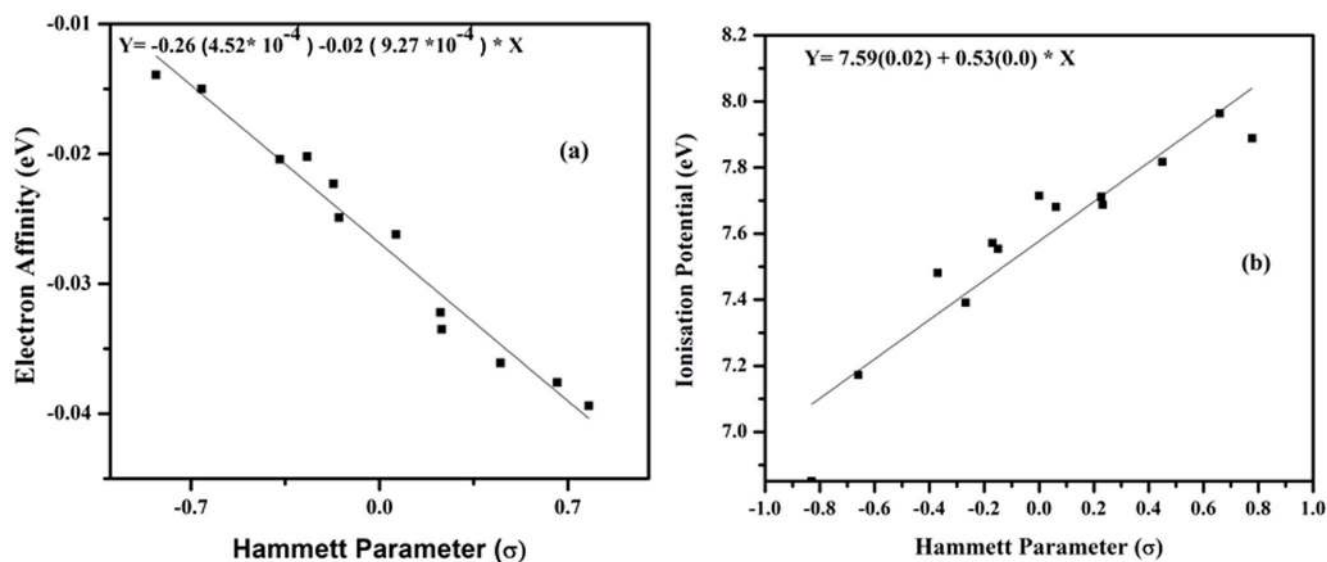 Y= -0.26 (4.52* 10^-4 ) -0.02 ( 9.27 *10^-4 ) * X
-0.01
-0.02
-0.03
-0.04
Electron Affinity (eV)
(a)
-0.7
0.0
0.7
Hammett Parameter (σ)
Y= 7.59(0.02) + 0.53(0.0) * X
8.2
8.0
7.8
7.6
7.4
7.2
7.0
Ionisation Potential (eV)
(b)
-1.0 -0.8 -0.6 -0.4 -0.2 0.0 0.2 0.4 0.6 0.8 1.0
Hammett Parameter (σ)